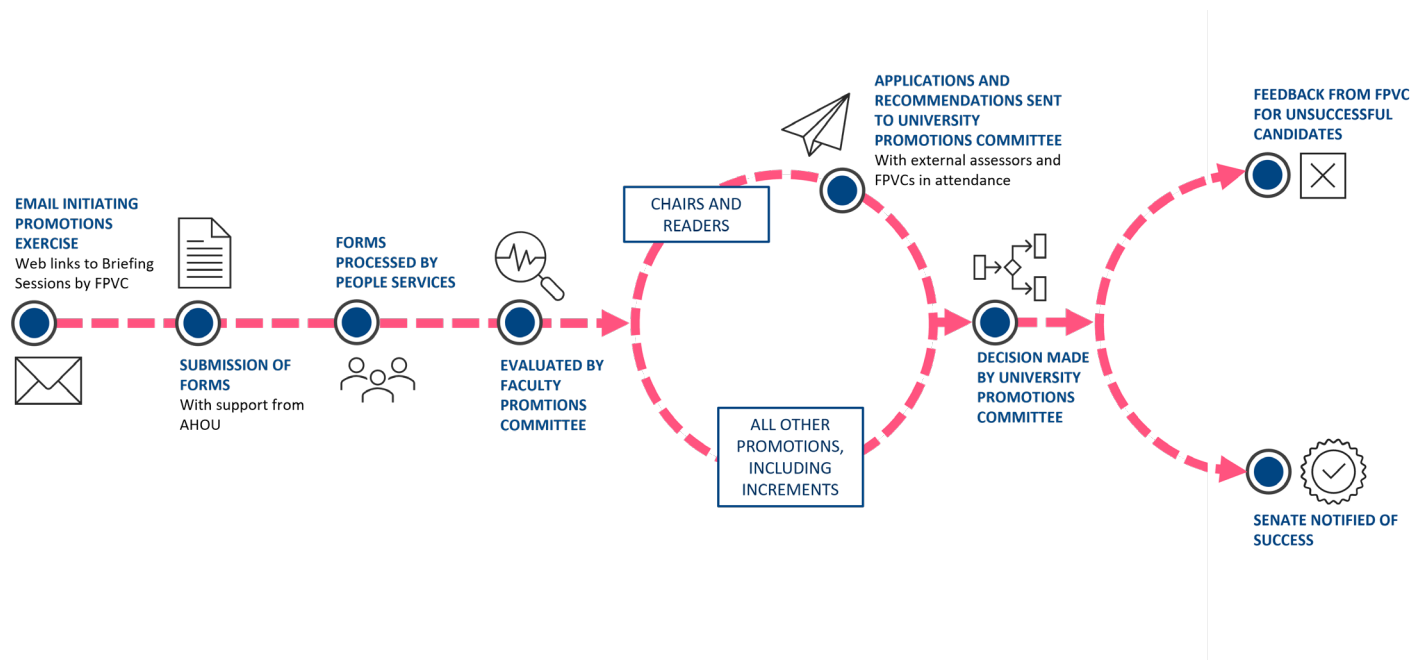 EMAIL INITIATING
PROMOTIONS
EXERCISE
Web links to Briefing
Sessions by FPVC
SUBMISSION OF
FORMS
With support from
AHOU
FORMS
PROCESSED BY
PEOPLE SERVICES
EVALUATED BY
FACULTY
PROMTIONS
COMMITTEE
CHAIRS AND
READERS
APPLICATIONS AND
RECOMMENDATIONS SENT
TO UNIVERSITY
PROMOTIONS COMMITTEE
With external assessors and
FPVCs in attendance
ALL OTHER
PROMOTIONS,
INCLUDING
INCREMENTS
DECISION MADE
BY UNIVERSITY
PROMOTIONS
COMMITTEE
FEEDBACK FROM FPVC
FOR UNSUCCESSFUL
CANDIDATES
SENATE NOTIFIED OF
SUCCESS